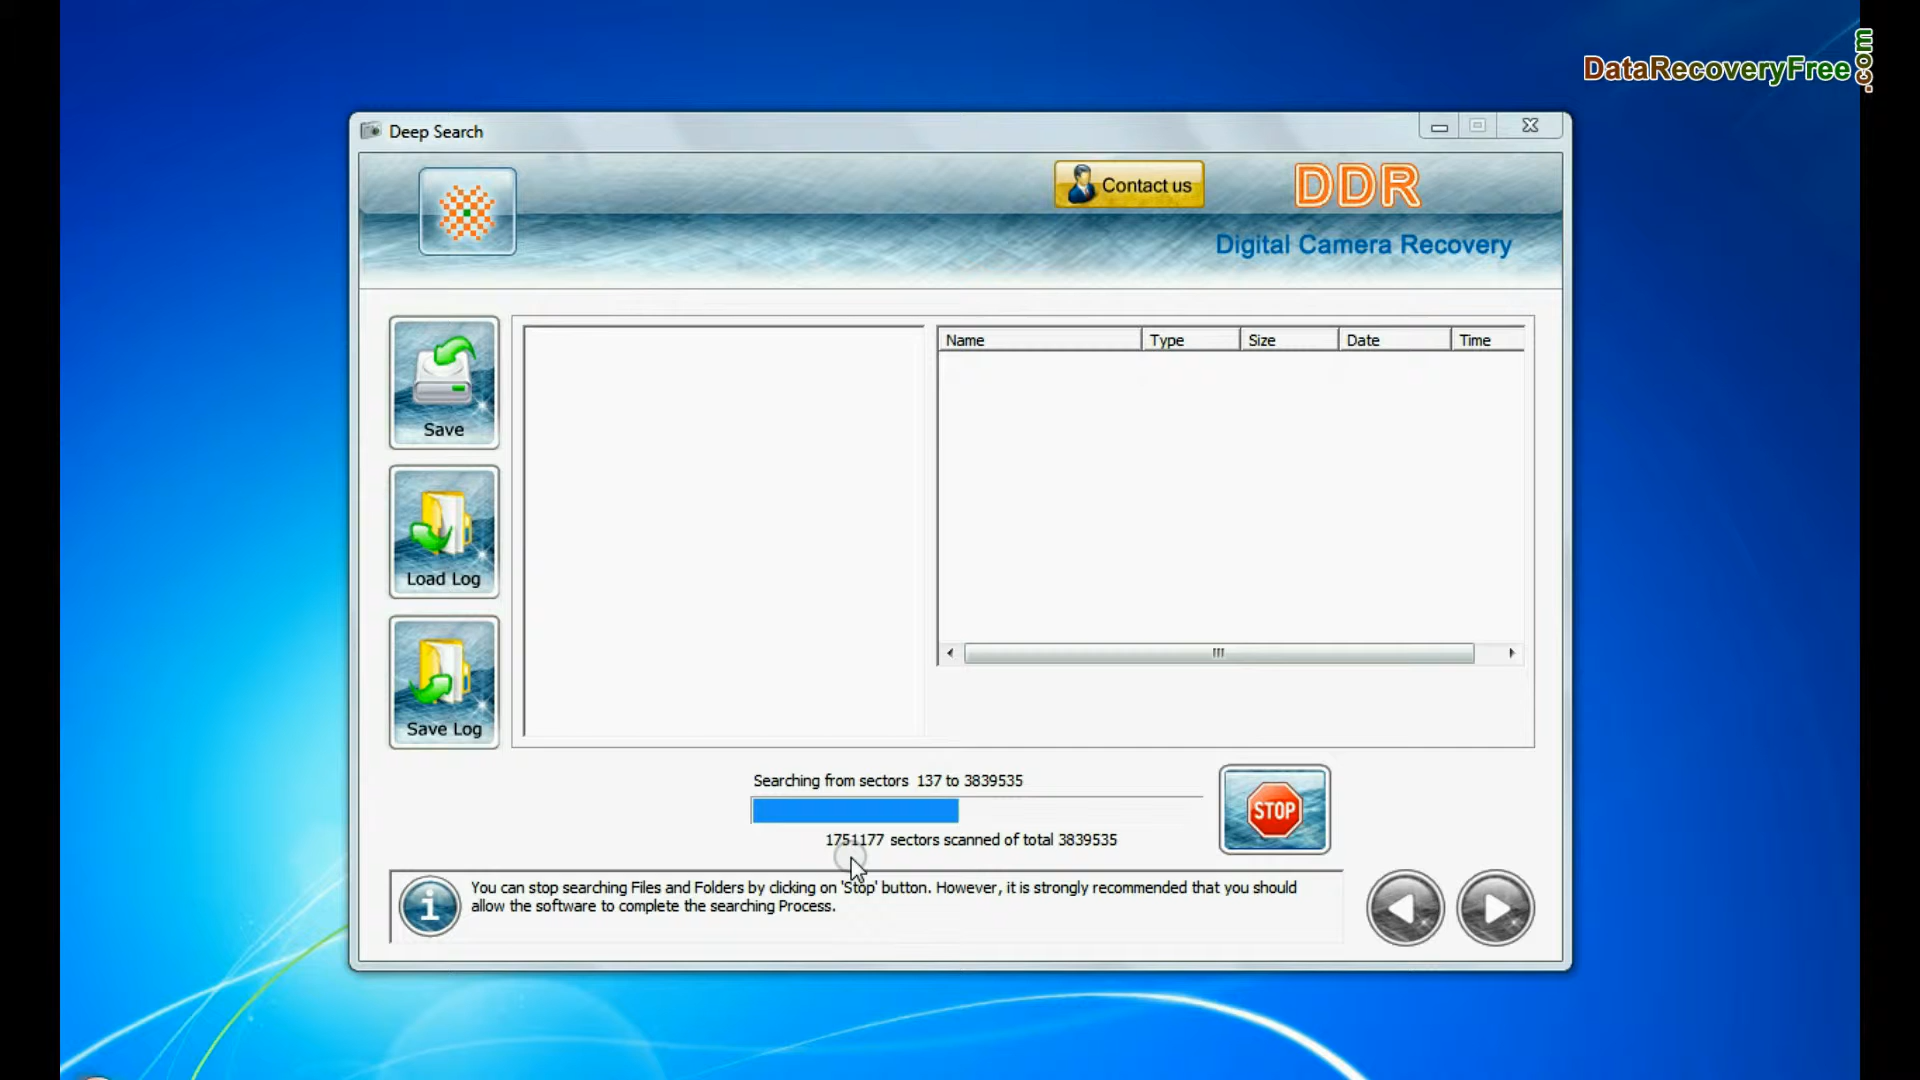 DataRecoveryFree.com
Deep Search
Contact us
DDR
Digital Camera Recovery
Save
Load Log
Save Log
Name Type Size Date Time
Searching from sectors 137 to 3839535
1751177 sectors scanned of total 3839535
STOP
You can stop searching Files and Folders by clicking on 'Stop' button. However, it is strongly recommended that you should
allow the software to complete the searching Process.